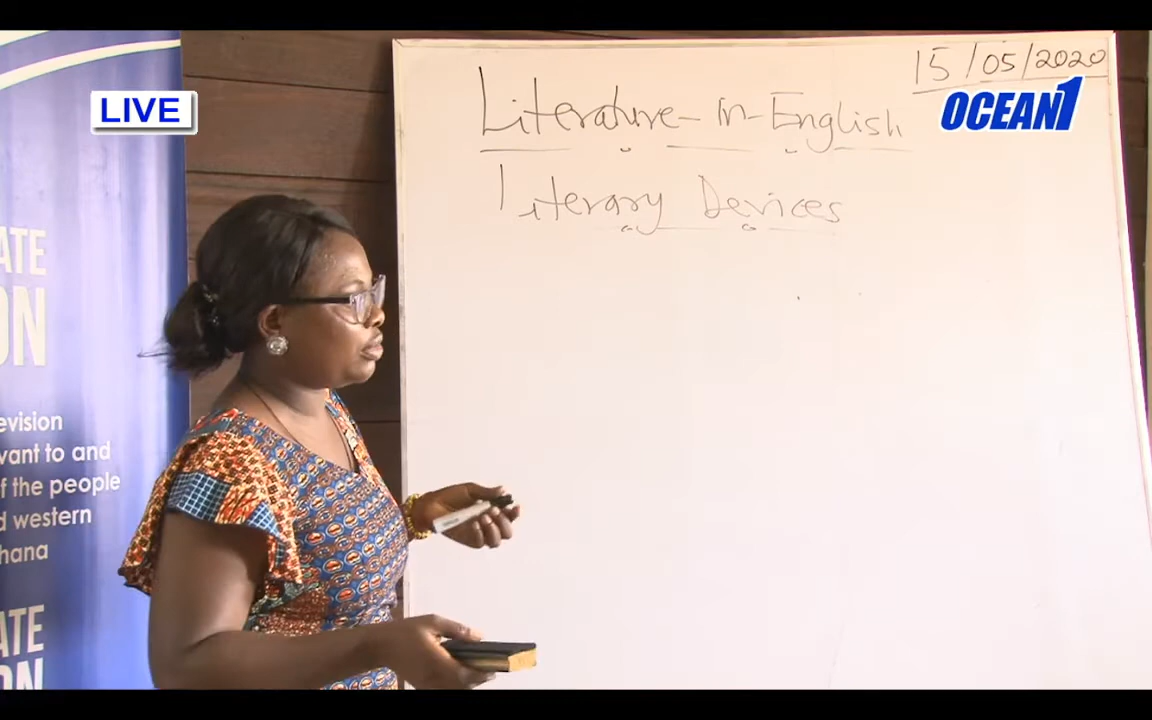 LIVE
15/05/2020
OCEAN1
Literature-in-English
Literary Devices
ATE
ON
evision
vant to and
f the people
d western
hana
ATE
ON